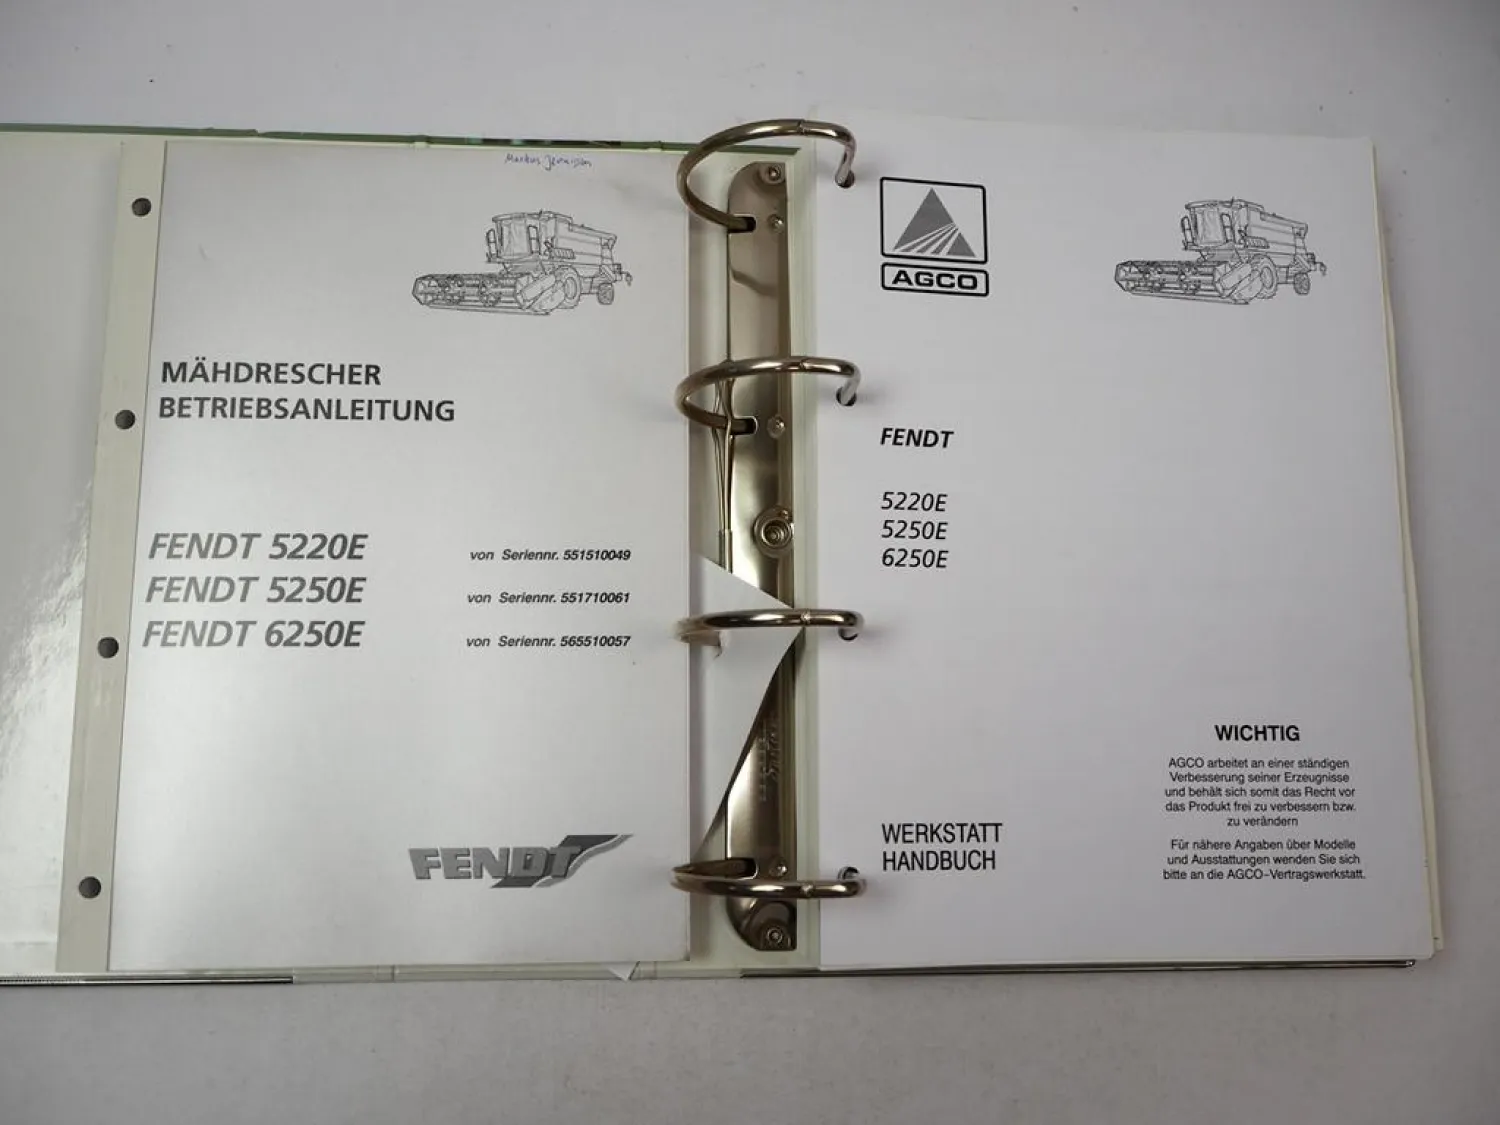 Markus
MÄHDRESCHER
BETRIEBSANLEITUNG
FENDT 5220E von Seriennr. 551510049
FENDT 5250E von Seriennr. 551710061
FENDT 6250E von Seriennr. 565510057
FENDT
AGCO
FENDT
5220E
5250E
6250E
WERKSTATT
HANDBUCH
WICHTIG
AGCO arbeitet an einer ständigen
Verbesserung seiner Erzeugnisse
und behält sich somit das Recht vor
das Produkt frei zu verbessern bzw.
zu verändern
Für nähere Angaben über Modelle
und Ausstattungen wenden Sie sich
bitte an die AGCO-Vertragswerkstatt.